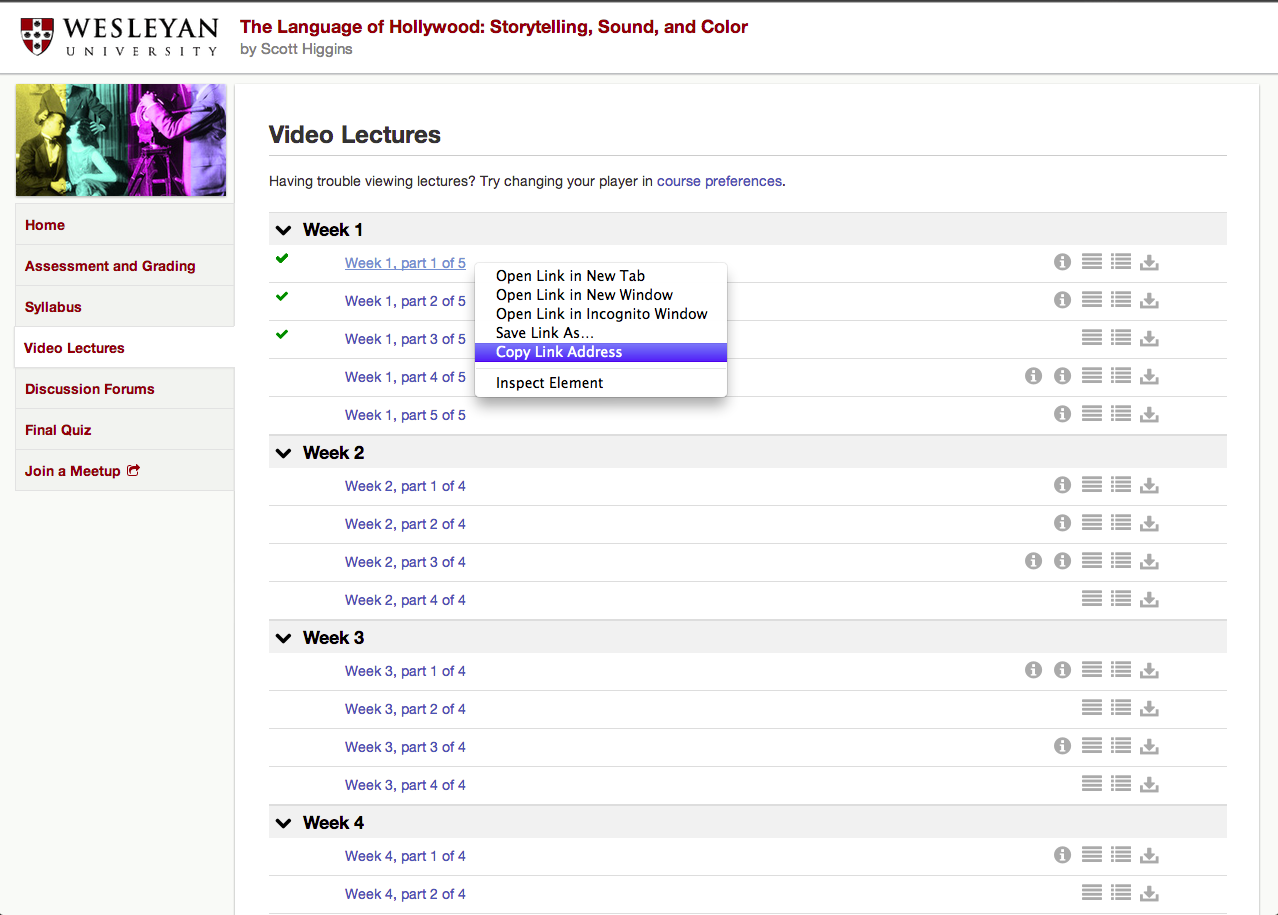 WESLEYAN
UNIVERSITY
The Language of Hollywood: Storytelling, Sound, and Color
by Scott Higgins
Home
Assessment and Grading
Syllabus
Video Lectures
Discussion Forums
Final Quiz
Join a Meetup
Video Lectures
Having trouble viewing lectures? Try changing your player in course preferences.
Week 1
Week 1, part 1 of 5
Week 1, part 2 of 5
Week 1, part 3 of 5
Week 1, part 4 of 5
Week 1, part 5 of 5
Open Link in New Tab
Open Link in New Window
Open Link in Incognito Window
Save Link As...
Copy Link Address
Inspect Element
Week 2
Week 2, part 1 of 4
Week 2, part 2 of 4
Week 2, part 3 of 4
Week 2, part 4 of 4
Week 3
Week 3, part 1 of 4
Week 3, part 2 of 4
Week 3, part 3 of 4
Week 3, part 4 of 4
Week 4
Week 4, part 1 of 4
Week 4, part 2 of 4